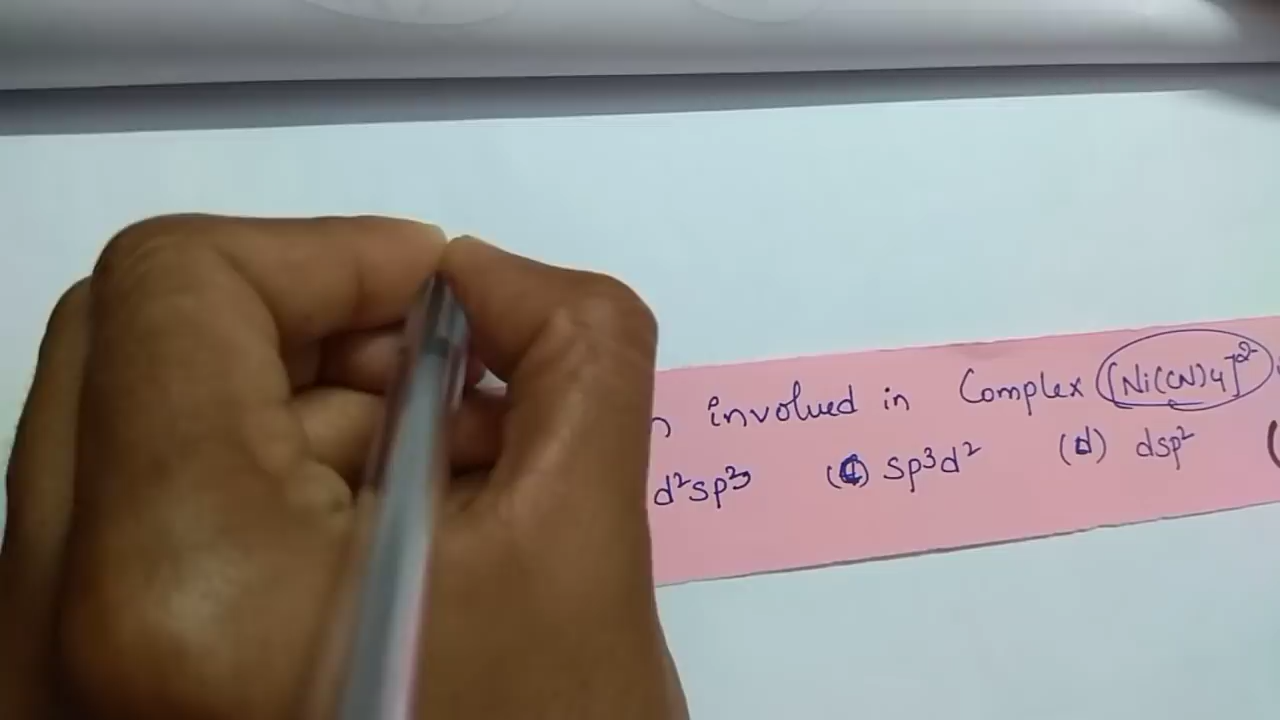 involved in Complex [Ni(CN)4]²⁻
d²sp³ (c) sp³d² (d) dsp² (